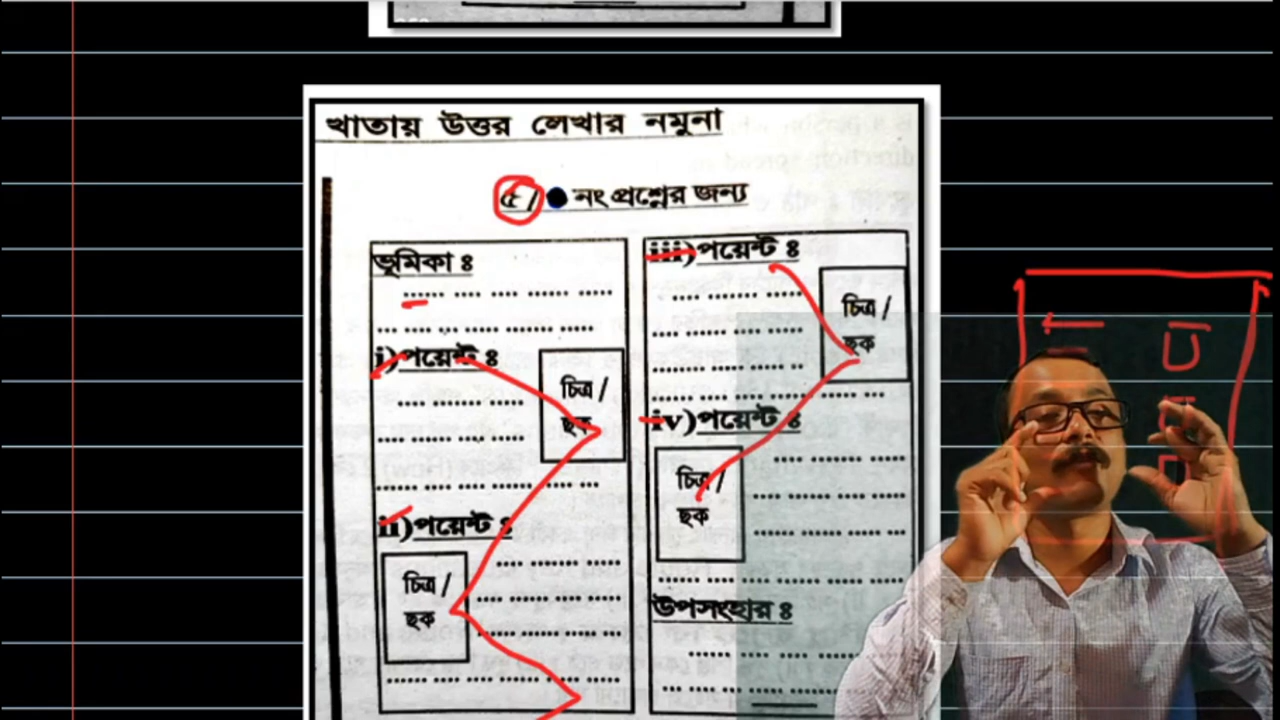 খাতায় উত্তর লেখার নমুনা
৫/ নং প্রশ্নের জন্য
ভূমিকা ঃ
i)পয়েন্ট ঃ
চিত্র /
ছক
ii)পয়েন্ট ঃ
চিত্র /
ছক
iii)পয়েন্ট ঃ
চিত্র /
ছক
iv)পয়েন্ট ঃ
চিত্র /
ছক
উপসংহার ঃ